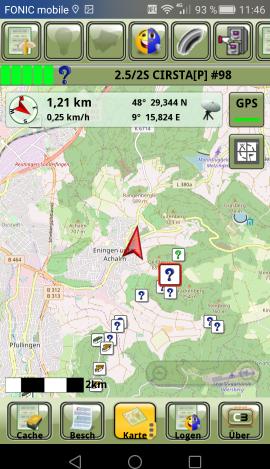 FONIC mobile 93 % 11:46
2.5/2S CIRSTA[P] #98
1,21 km 48° 29,344 N
0,25 km/h 9° 15,824 E
GPS
K 6714
L 380a
Eningen u
Achalm
B 464
B 312
B 313
Pfullingen
2km
Cache Besch Karte Logen Über